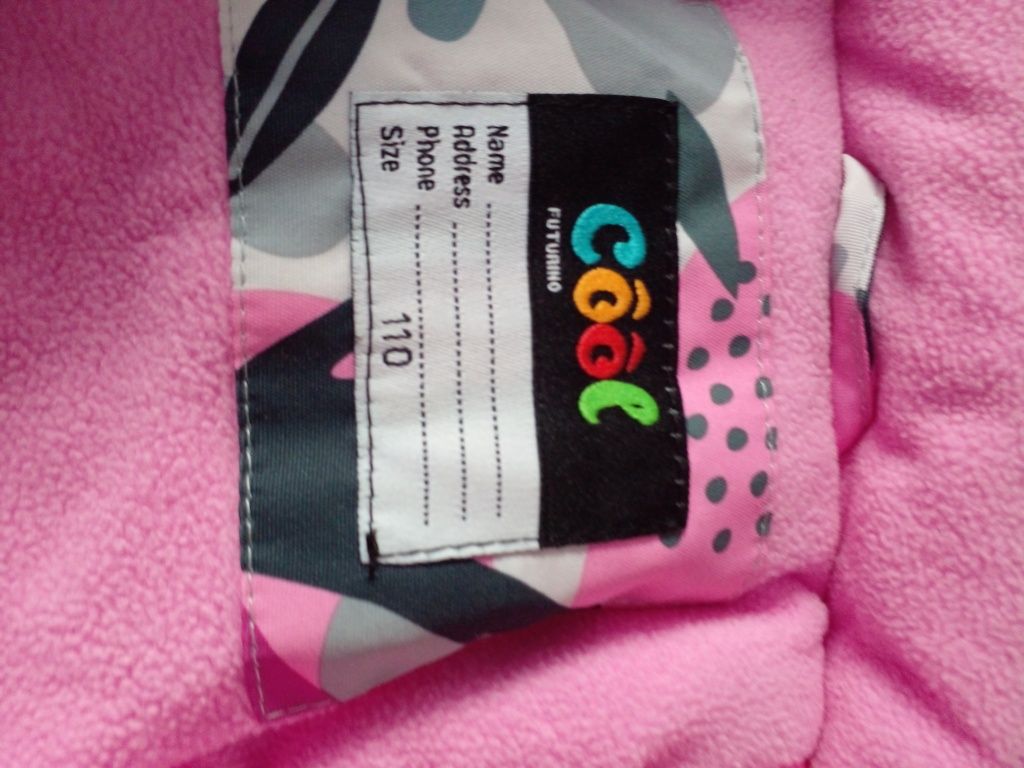 COOL
FUTURINO
Name
Address
Phone
Size 110